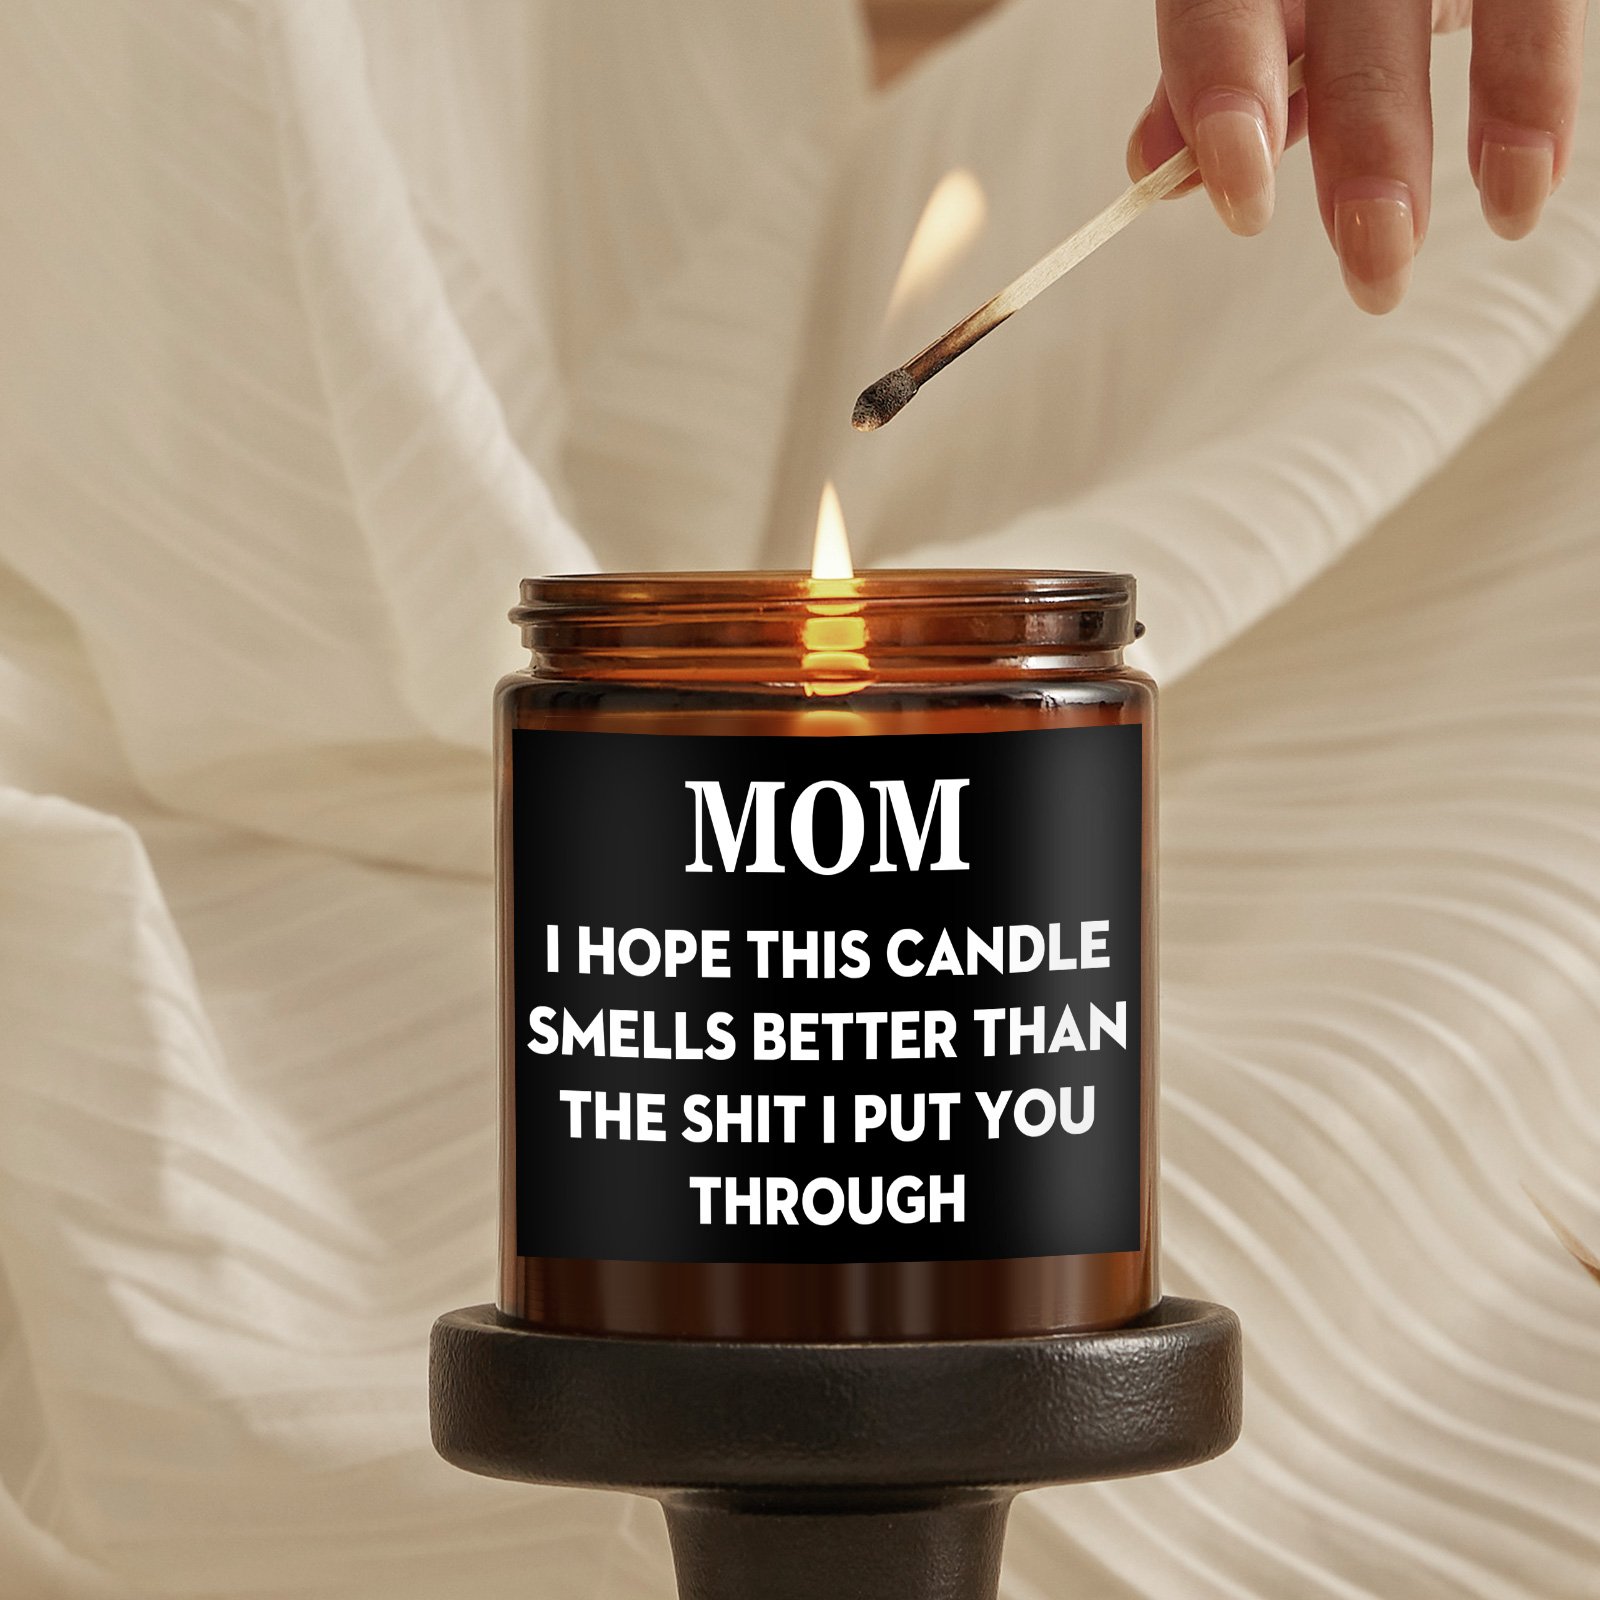 MOM
I HOPE THIS CANDLE
SMELLS BETTER THAN
THE SHIT I PUT YOU
THROUGH